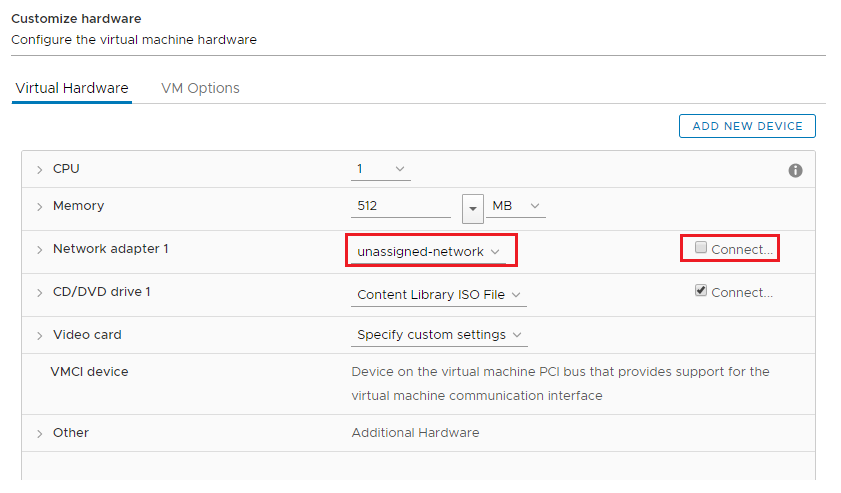 Customize hardware
Configure the virtual machine hardware
Virtual Hardware VM Options
ADD NEW DEVICE
CPU 1
Memory 512 MB
Network adapter 1 unassigned-network Connect...
CD/DVD drive 1 Content Library ISO File Connect...
Video card Specify custom settings
VMCI device Device on the virtual machine PCI bus that provides support for the
virtual machine communication interface
Other Additional Hardware